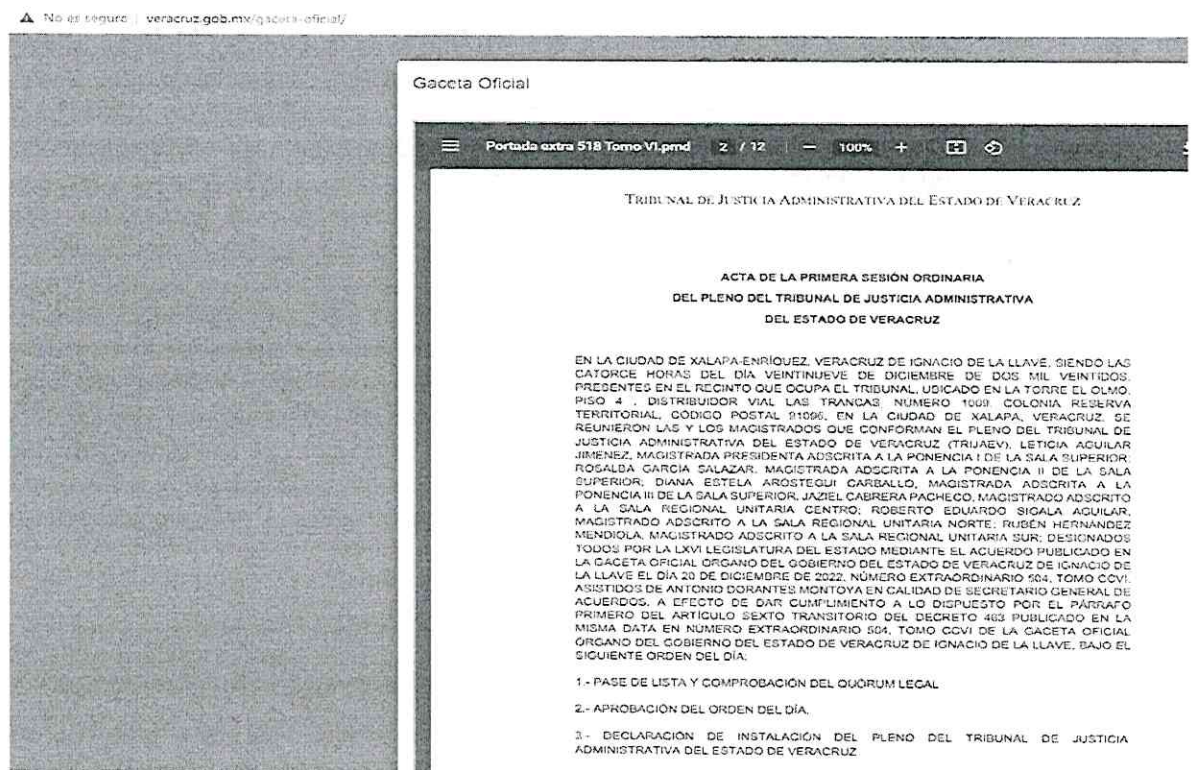 No es seguro | veracruz.gob.mx/gaceta-oficial/
Gaceta Oficial
Portada extra 518 Tomo VI.pmd 2 / 12 | — 100% +
TRIBUNAL DE JUSTICIA ADMINISTRATIVA DEL ESTADO DE VERACRUZ
ACTA DE LA PRIMERA SESIÓN ORDINARIA
DEL PLENO DEL TRIBUNAL DE JUSTICIA ADMINISTRATIVA
DEL ESTADO DE VERACRUZ
EN LA CIUDAD DE XALAPA-ENRÍQUEZ, VERACRUZ DE IGNACIO DE LA LLAVE, SIENDO LAS
CATORCE HORAS DEL DÍA VEINTINUEVE DE DICIEMBRE DE DOS MIL VEINTIDOS,
PRESENTES EN EL RECINTO QUE OCUPA EL TRIBUNAL, UBICADO EN LA TORRE EL OLMO,
PISO 4 , DISTRIBUIDOR VIAL LAS TRANCAS, NÚMERO 1009, COLONIA RESERVA
TERRITORIAL, CÓDIGO POSTAL 91096, EN LA CIUDAD DE XALAPA, VERACRUZ, SE
REUNIERON LAS Y LOS MAGISTRADOS QUE CONFORMAN EL PLENO DEL TRIBUNAL DE
JUSTICIA ADMINISTRATIVA DEL ESTADO DE VERACRUZ (TRIJAEV), LETICIA AGUILAR
JIMÉNEZ, MAGISTRADA PRESIDENTA ADSCRITA A LA PONENCIA I DE LA SALA SUPERIOR;
ROSALBA GARCÍA SALAZAR, MAGISTRADA ADSCRITA A LA PONENCIA II DE LA SALA
SUPERIOR; DIANA ESTELA AROSTEGUI CARBALLO, MAGISTRADA ADSCRITA A LA
PONENCIA III DE LA SALA SUPERIOR, JAZIEL CABRERA PACHECO, MAGISTRADO ADSCRITO
A LA SALA REGIONAL UNITARIA CENTRO; ROBERTO EDUARDO SIGALA AGUILAR,
MAGISTRADO ADSCRITO A LA SALA REGIONAL UNITARIA NORTE; RUBÉN HERNÁNDEZ
MENDIOLA, MAGISTRADO ADSCRITO A LA SALA REGIONAL UNITARIA SUR; DESIGNADOS
TODOS POR LA LXVI LEGISLATURA DEL ESTADO MEDIANTE EL ACUERDO PUBLICADO EN
LA GACETA OFICIAL ÓRGANO DEL GOBIERNO DEL ESTADO DE VERACRUZ DE IGNACIO DE
LA LLAVE EL DÍA 20 DE DICIEMBRE DE 2022, NÚMERO EXTRAORDINARIO 504, TOMO CCVI,
ASISTIDOS DE ANTONIO DORANTES MONTOYA EN CALIDAD DE SECRETARIO GENERAL DE
ACUERDOS, A EFECTO DE DAR CUMPLIMIENTO A LO DISPUESTO POR EL PÁRRAFO
PRIMERO DEL ARTÍCULO SEXTO TRANSITORIO DEL DECRETO 463 PUBLICADO EN LA
MISMA DATA EN NÚMERO EXTRAORDINARIO 504, TOMO CCVI DE LA GACETA OFICIAL
ÓRGANO DEL GOBIERNO DEL ESTADO DE VERACRUZ DE IGNACIO DE LA LLAVE, BAJO EL
SIGUIENTE ORDEN DEL DÍA:
1.- PASE DE LISTA Y COMPROBACIÓN DEL QUÓRUM LEGAL
2.- APROBACIÓN DEL ORDEN DEL DÍA.
3.- DECLARACIÓN DE INSTALACIÓN DEL PLENO DEL TRIBUNAL DE JUSTICIA
ADMINISTRATIVA DEL ESTADO DE VERACRUZ